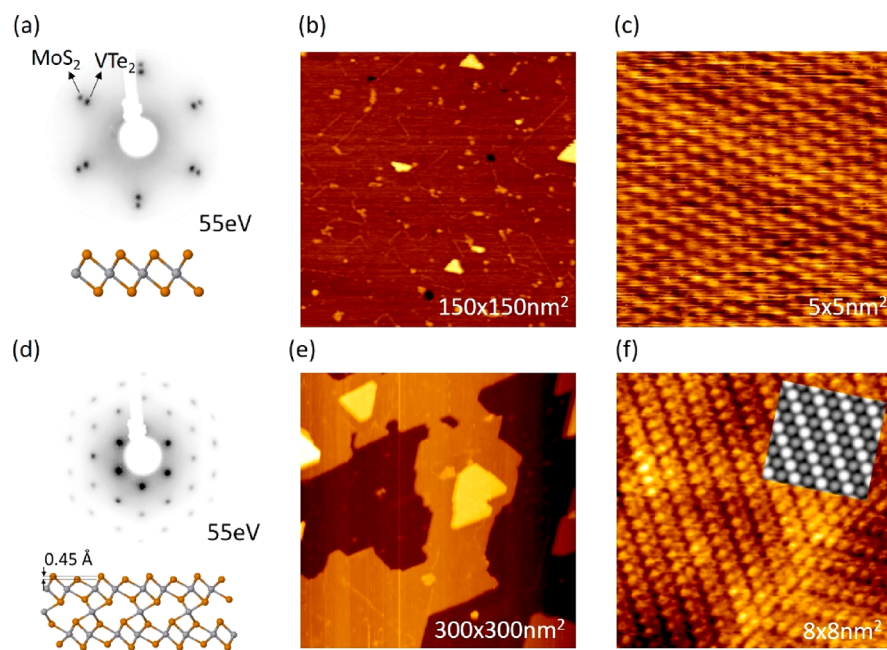 (a)
(b)
(c)
MoS₂
VTe₂
55eV
150x150nm²
5x5nm²
(d)
(e)
(f)
55eV
0.45 Å
300x300nm²
8x8nm²